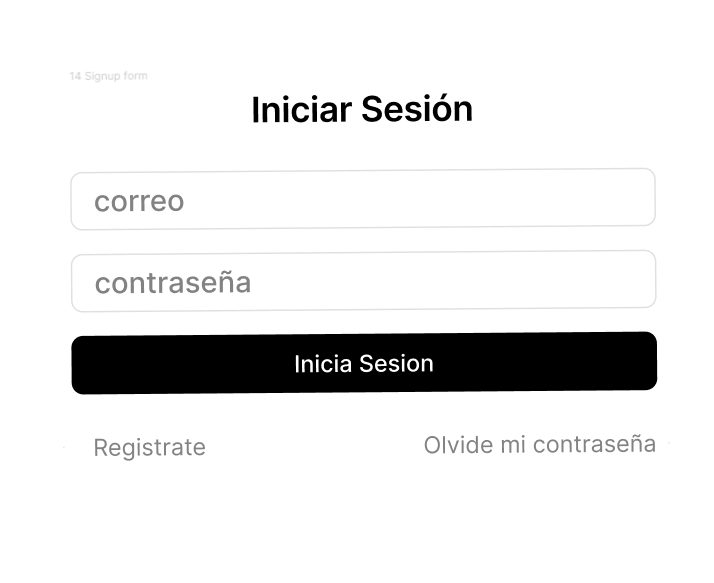 14 Signup form
Iniciar Sesión
correo
contraseña
Inicia Sesion
Registrate
Olvide mi contraseña